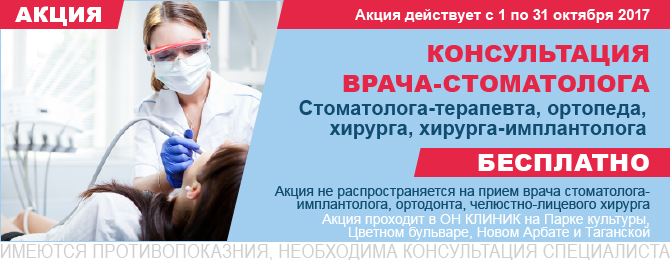 АКЦИЯ
Акция действует с 1 по 31 октября 2017
КОНСУЛЬТАЦИЯ
ВРАЧА-СТОМАТОЛОГА
Стоматолога-терапевта, ортопеда,
хирурга, хирурга-имплантолога
БЕСПЛАТНО
Акция не распространяется на прием врача стоматолога-
имплантолога, ортодонта, челюстно-лицевого хирурга
Акция проходит в ОН КЛИНИК на Парке культуры,
Цветном бульваре, Новом Арбате и Таганской
ИМЕЮТСЯ ПРОТИВОПОКАЗНИЯ, НЕОБХОДИМА КОНСУЛЬТАЦИЯ СПЕЦИАЛИСТА